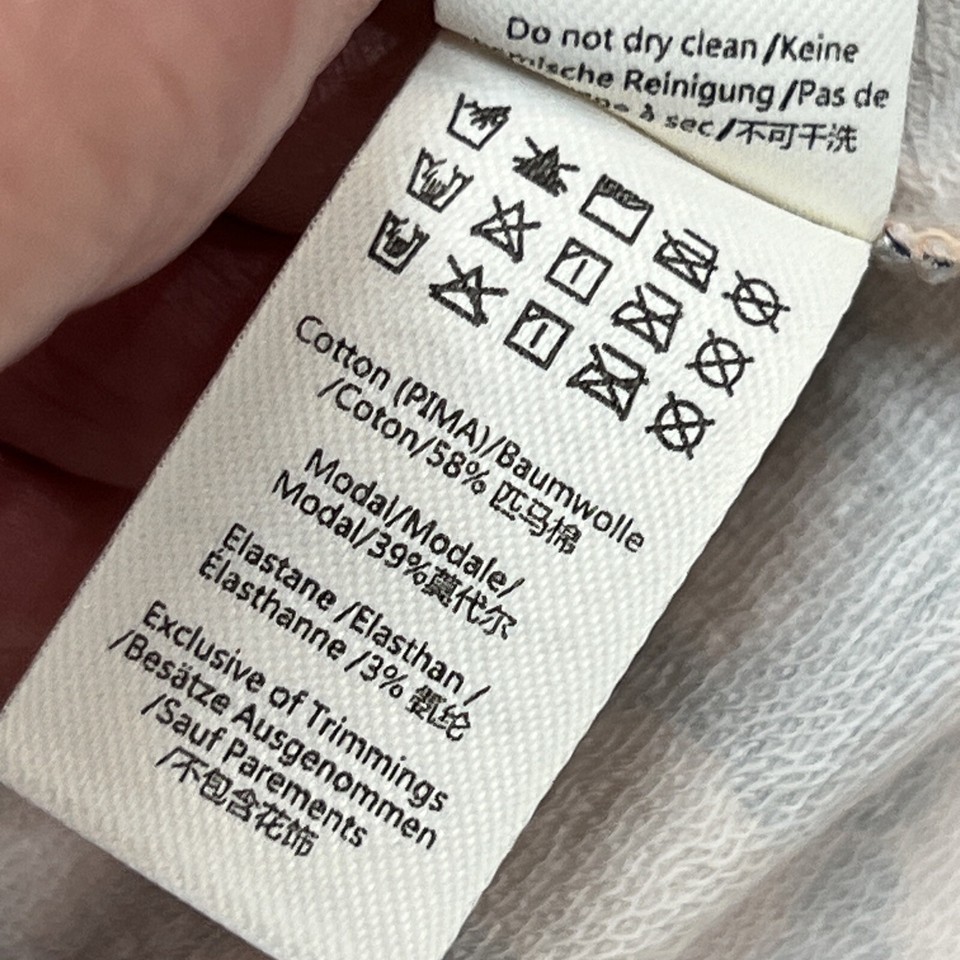 Do not dry clean /Keine
Reinigung /Pas de
à sec/不可干洗
Cotton (PIMA)/Baumwolle
/Coton/58% 匹马棉
Modal/Modale/
Modal/39%莫代尔
Elastane /Elasthan /
Élasthanne /3% 氨纶
Exclusive of Trimmings
/Besätze Ausgenommen
/Sauf Parements
/不包含花饰